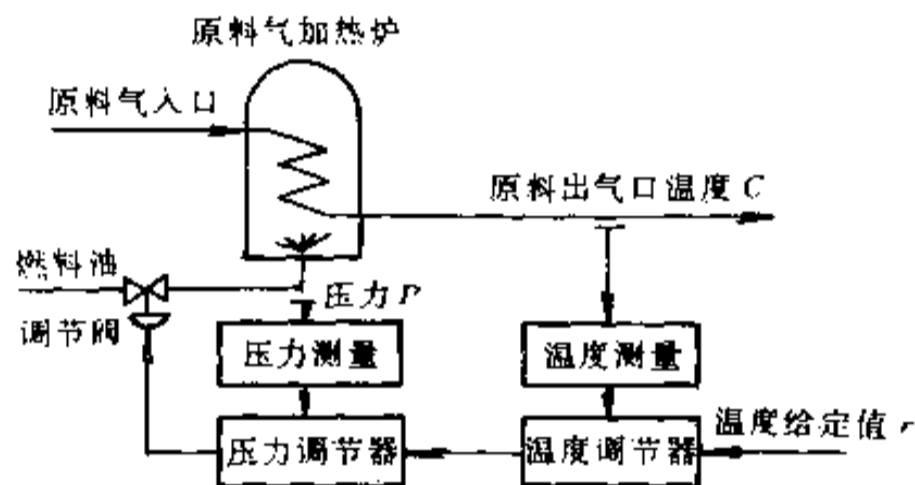 原料气加热炉
原料气入口
原料出气口温度 C
燃料油
压力 P
调节阀
压力测量
温度测量
温度给定值 r
压力调节器
温度调节器